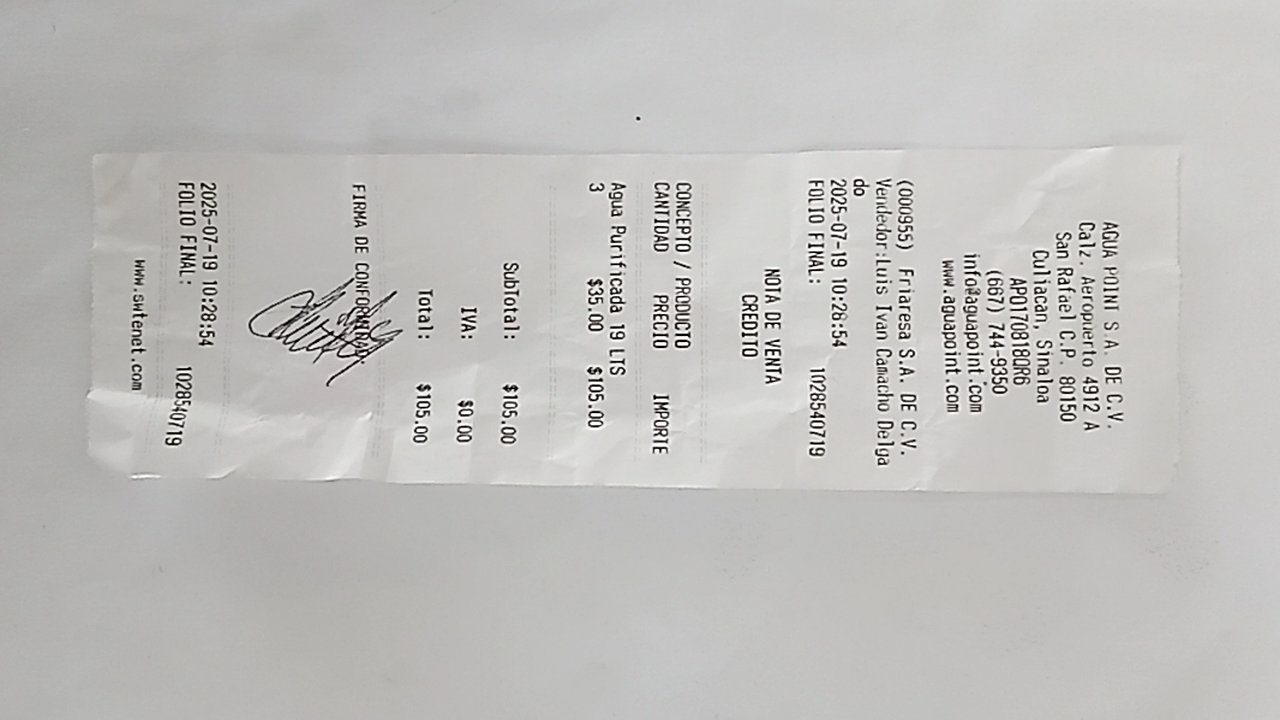 AGUA POINT S.A. DE C.V.
Calz. Aeropuerto 4912 A
San Rafael C.P. 80150
Culiacan, Sinaloa
APO170818UR6
(667) 744-9350
info@aguapoint.com
www.aguapoint.com
(000955) Friaresa S.A. DE C.V.
Vendedor:Luis Ivan Camacho Delga
do
2025-07-19 10:28:54
FOLIO FINAL: 1028540719
NOTA DE VENTA
CREDITO
CONCEPTO / PRODUCTO
CANTIDAD PRECIO IMPORTE
Agua Purificada 19 LTS
3 $35.00 $105.00
SubTotal: $105.00
IVA: $0.00
Total: $105.00
FIRMA DE CONFORMIDAD
2025-07-19 10:28:54
FOLIO FINAL: 1028540719
www.swtenet.com